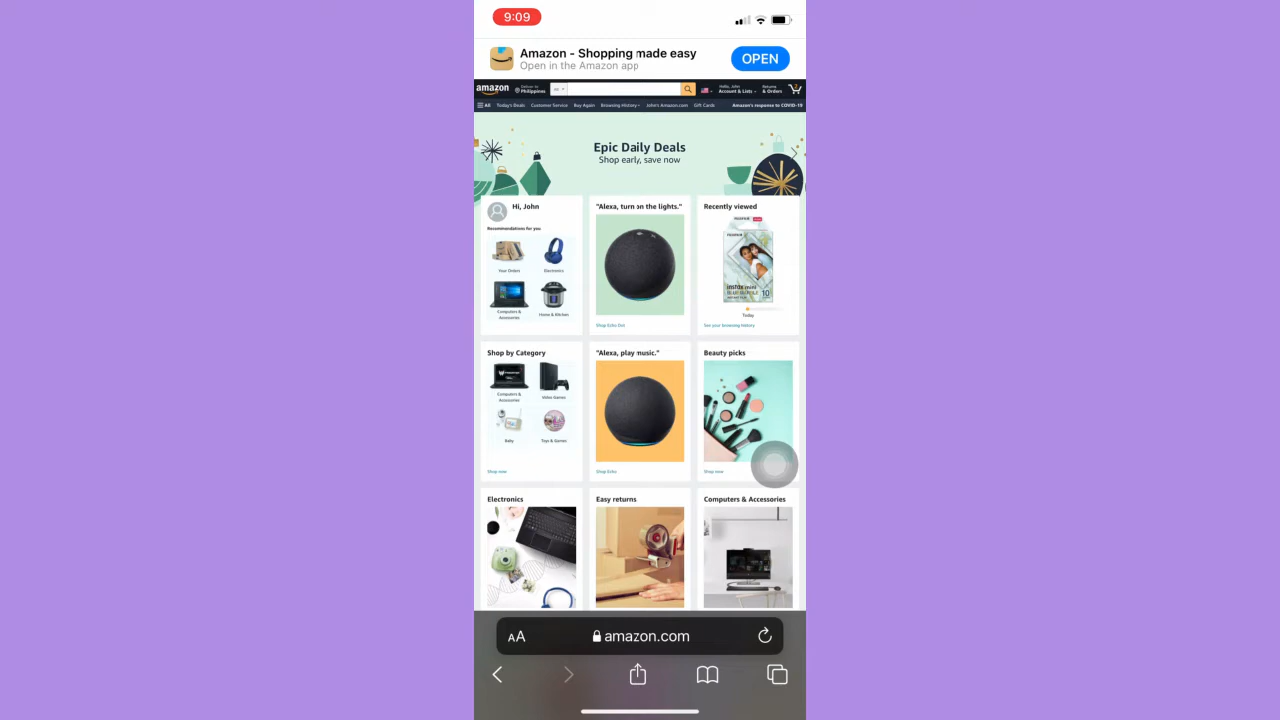 9:09
Amazon - Shopping made easy
Open in the Amazon app
OPEN
amazon
Deliver to
Philippines
All
Hello, John
Account & Lists
Returns
& Orders
All Today's Deals Customer Service Buy Again Browsing History John's Amazon.com Gift Cards Amazon's response to COVID-19
Epic Daily Deals
Shop early, save now
Hi, John
Recommendations for you
Your Orders
Electronics
Computers &
Accessories
Home & Kitchen
"Alexa, turn on the lights."
Shop Echo Dot
Recently viewed
FUJIFILM
instax mini
10
Today
See your browsing history
Shop by Category
Computers &
Accessories
Video Games
Baby
Toys & Games
Shop now
"Alexa, play music."
Shop Echo
Beauty picks
Shop now
Electronics
Easy returns
Computers & Accessories
AA
amazon.com